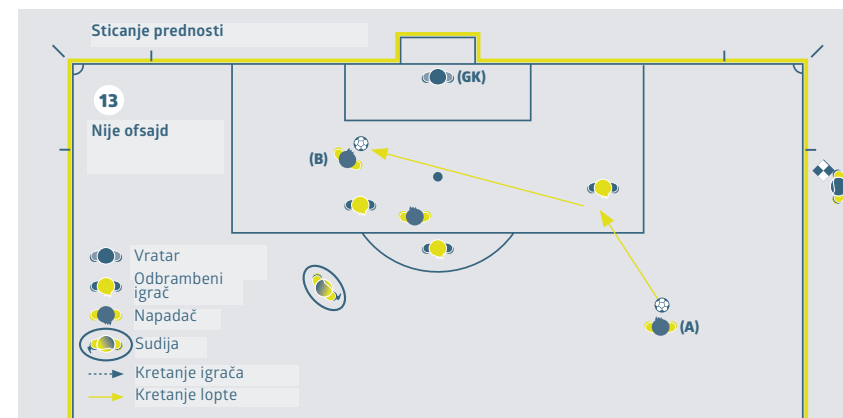 Sticanje prednosti
(GK)
13
Nije ofsajd
(B)
Vratar
Odbrambeni
igrač
Napadač
(A)
Sudija
Kretanje igrača
Kretanje lopte